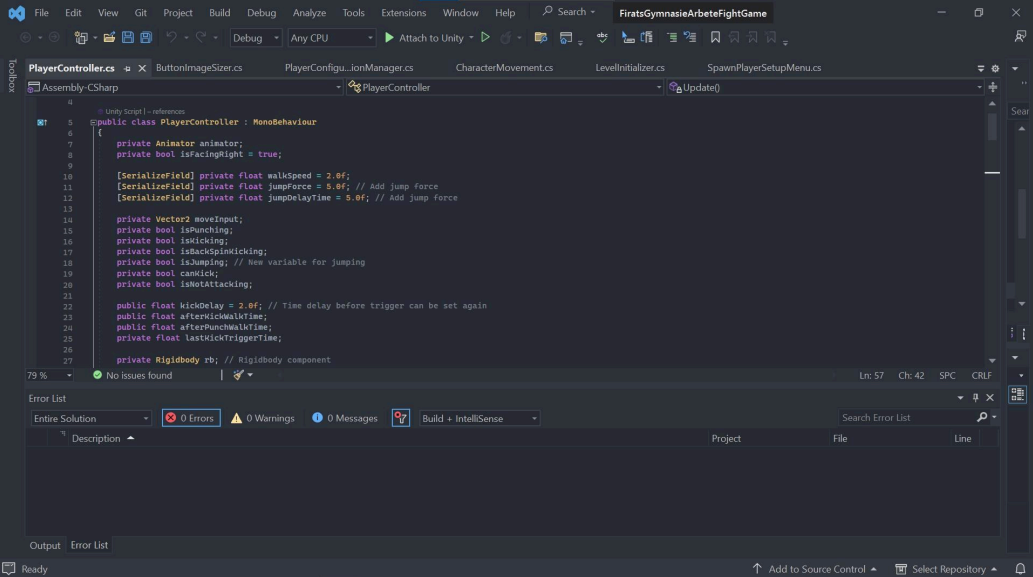 File Edit View Git Project Build Debug Analyze Tools Extensions Window Help Search FiratsGymnasieArbeteFightGame
Debug Any CPU Attach to Unity
Toolbox
PlayerController.cs ButtonImageSizer.cs PlayerConfigu...ionManager.cs CharacterMovement.cs LevelInitializer.cs SpawnPlayerSetupMenu.cs
Assembly-CSharp PlayerController Update()
Sear
4
Unity Script | – references
5 public class PlayerController : MonoBehaviour
6 {
7 private Animator animator;
8 private bool isFacingRight = true;
9
10 [SerializeField] private float walkSpeed = 2.0f;
11 [SerializeField] private float jumpForce = 5.0f; // Add jump force
12 [SerializeField] private float jumpDelayTime = 5.0f; // Add jump force
13
14 private Vector2 moveInput;
15 private bool isPunching;
16 private bool isKicking;
17 private bool isBackSpinKicking;
18 private bool isJumping; // New variable for jumping
19 private bool canKick;
20 private bool isNotAttacking;
21
22 public float kickDelay = 2.0f; // Time delay before trigger can be set again
23 public float afterKickWalkTime;
24 public float afterPunchWalkTime;
25 private float lastKickTriggerTime;
26
27 private Rigidbody rb; // Rigidbody component
79 % No issues found Ln: 57 Ch: 42 SPC CRLF
Error List
Entire Solution 0 Errors 0 Warnings 0 Messages Build + IntelliSense Search Error List
Description Project File Line
Output Error List
Ready Add to Source Control Select Repository